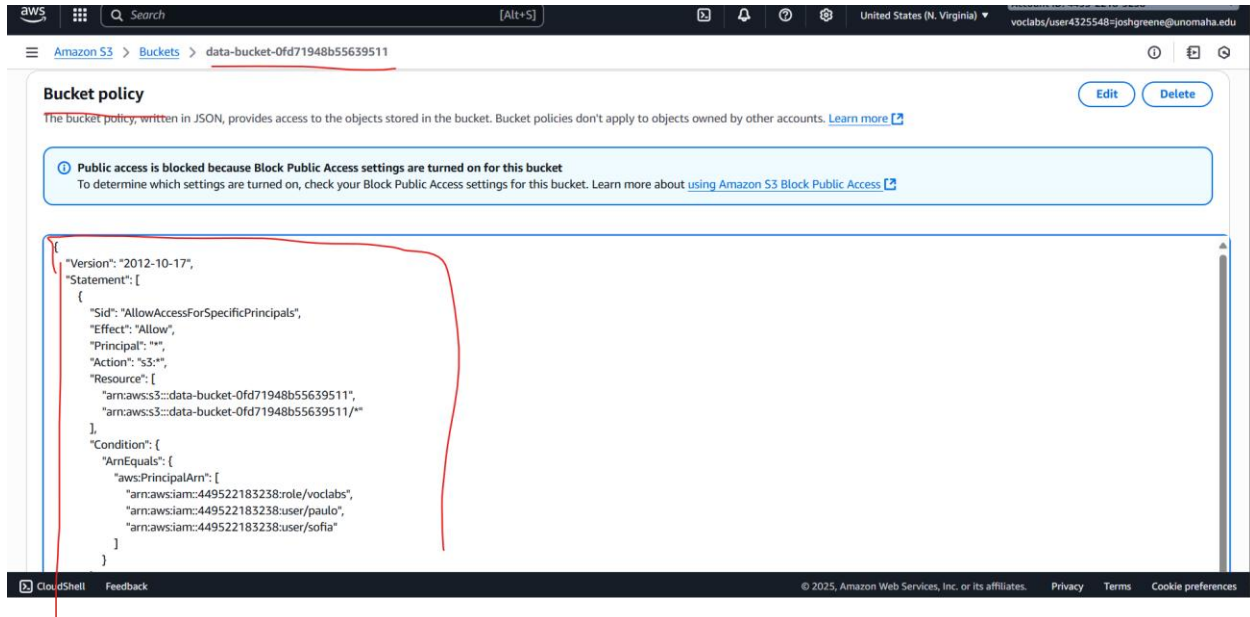 aws
Search
[Alt+S]
United States (N. Virginia)
voclabs/user4325548=joshgreene@unomaha.edu
Amazon S3 > Buckets > data-bucket-0fd71948b55639511
Bucket policy
Edit
Delete
The bucket policy, written in JSON, provides access to the objects stored in the bucket. Bucket policies don't apply to objects owned by other accounts. Learn more
Public access is blocked because Block Public Access settings are turned on for this bucket
To determine which settings are turned on, check your Block Public Access settings for this bucket. Learn more about using Amazon S3 Block Public Access
{
"Version": "2012-10-17",
"Statement": [
{
"Sid": "AllowAccessForSpecificPrincipals",
"Effect": "Allow",
"Principal": "*",
"Action": "s3:*",
"Resource": [
"arn:aws:s3:::data-bucket-0fd71948b55639511",
"arn:aws:s3:::data-bucket-0fd71948b55639511/*"
],
"Condition": {
"ArnEquals": {
"aws:PrincipalArn": [
"arn:aws:iam::449522183238:role/voclabs",
"arn:aws:iam::449522183238:user/paulo",
"arn:aws:iam::449522183238:user/sofia"
]
}
CloudShell
Feedback
© 2025, Amazon Web Services, Inc. or its affiliates.
Privacy
Terms
Cookie preferences